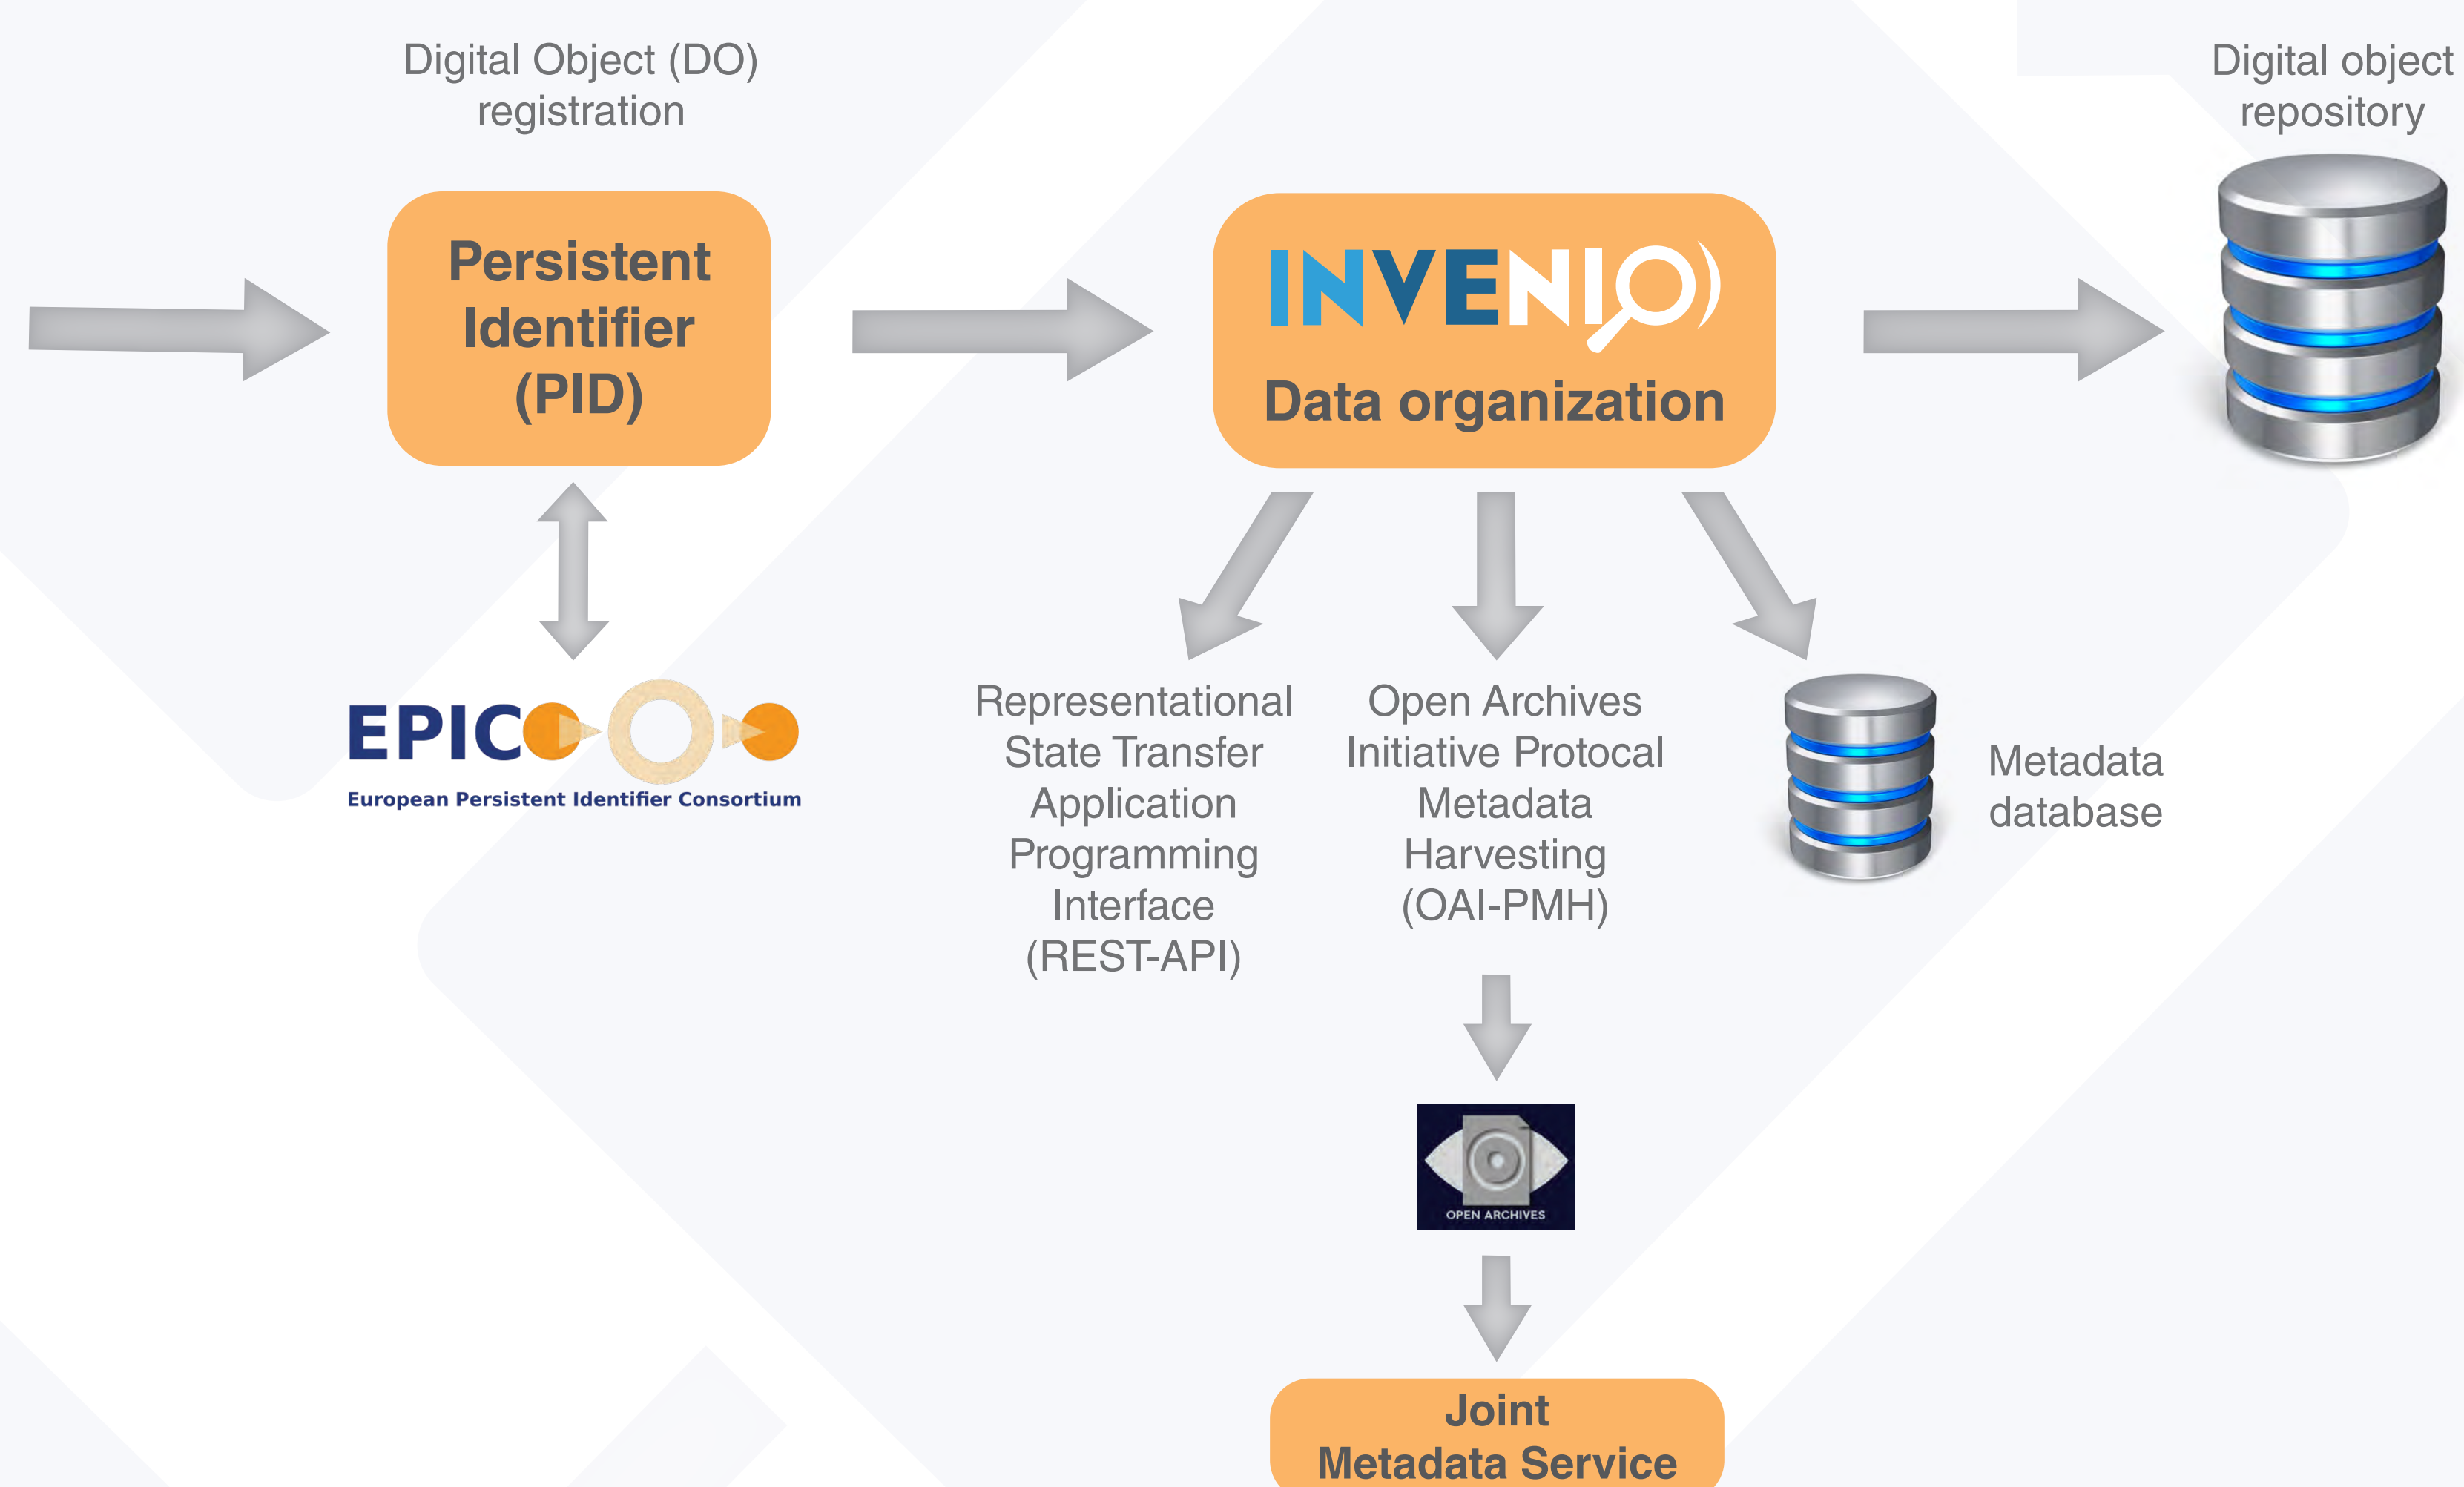 Digital Object (DO)
registration
Persistent
Identifier
(PID)
EPIC
European Persistent Identifier Consortium
INVENIO
Data organization
Digital object
repository
Representational
State Transfer
Application
Programming
Interface
(REST-API)
Open Archives
Initiative Protocal
Metadata
Harvesting
(OAI-PMH)
Metadata
database
OPEN ARCHIVES
Joint
Metadata Service